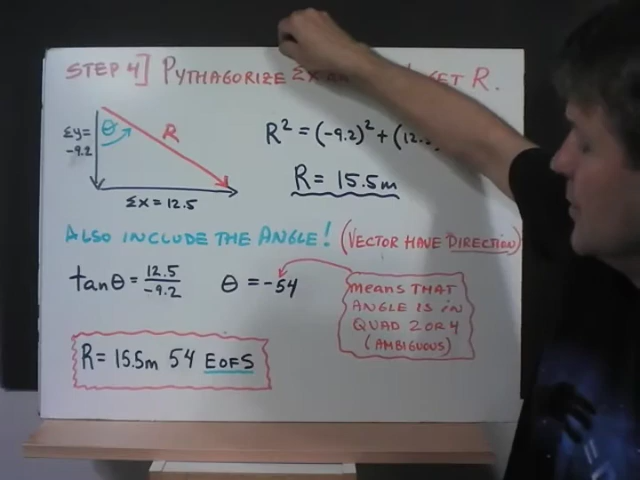 STEP 4] PYTHAGORIZE Σx GET R.
Σy=
-9.2
θ
R
Σx = 12.5
R² = (-9.2)² + (12.
R = 15.5m
ALSO INCLUDE THE ANGLE! (VECTOR HAVE DIRECTION)
tanθ = 12.5
-9.2
θ = -54
MEANS THAT
ANGLE IS IN
QUAD 2 OR 4
(AMBIGUOUS)
R = 15.5m 54 EofS